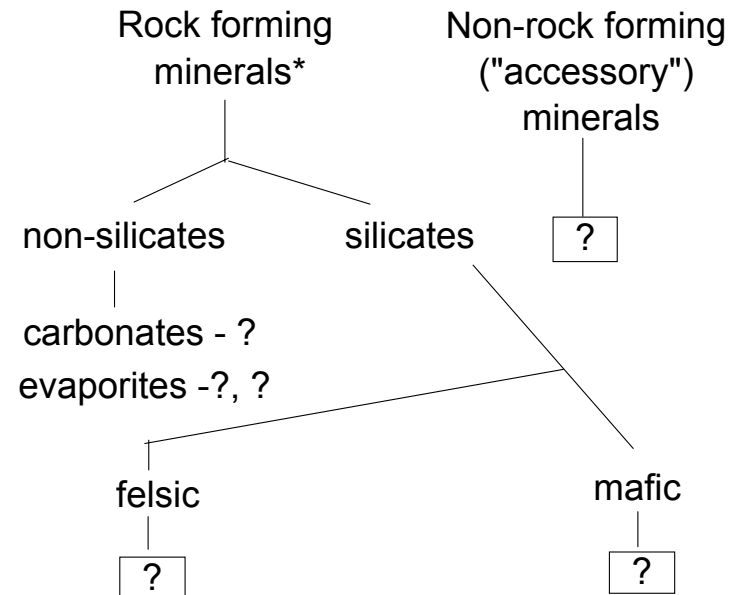 Rock forming
minerals*
Non-rock forming
("accessory")
minerals
non-silicates
silicates
?
carbonates - ?
evaporites -?, ?
felsic
mafic
?
?